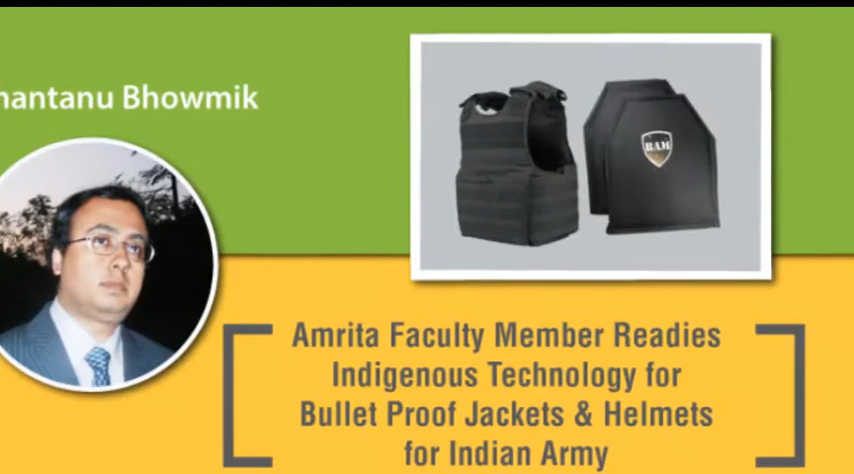 hantanu Bhowmik
BAM
Amrita Faculty Member Readies
Indigenous Technology for
Bullet Proof Jackets & Helmets
for Indian Army